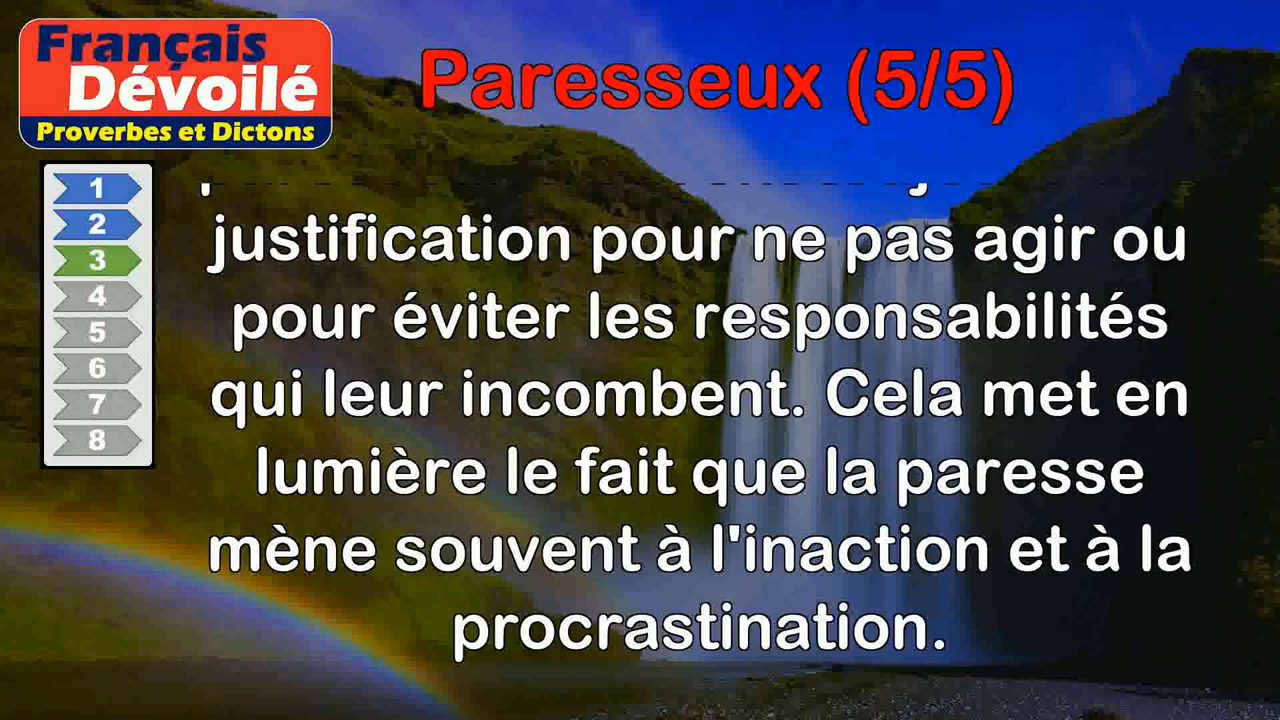 Français
Dévoilé
Proverbes et Dictons
Paresseux (5/5)
1
2
3
4
5
6
7
8
justification pour ne pas agir ou
pour éviter les responsabilités
qui leur incombent. Cela met en
lumière le fait que la paresse
mène souvent à l'inaction et à la
procrastination.